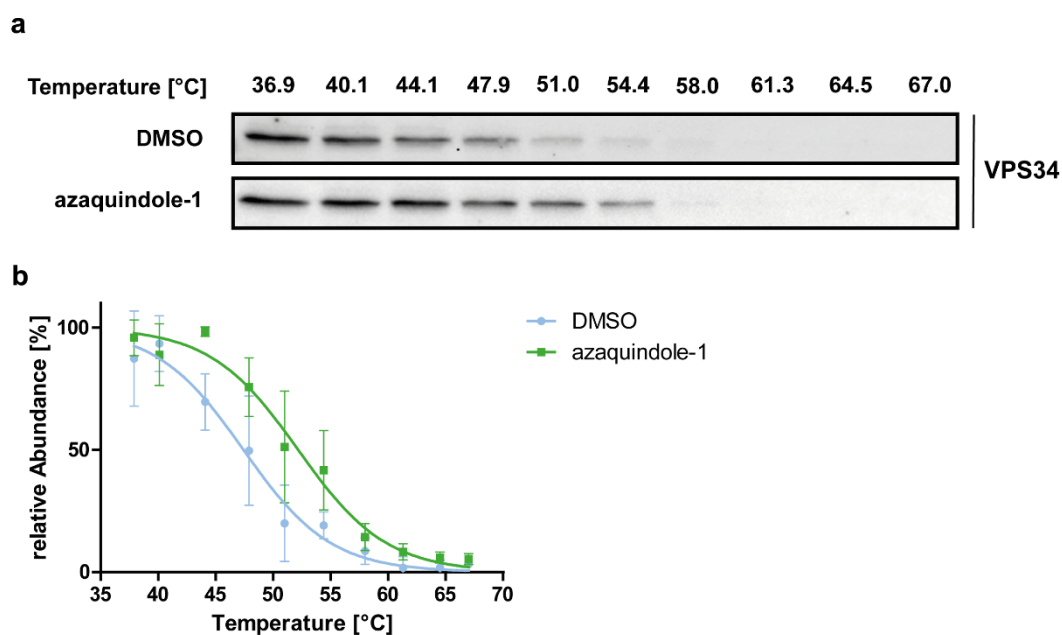 a
Temperature [°C] 36.9 40.1 44.1 47.9 51.0 54.4 58.0 61.3 64.5 67.0
DMSO
VPS34
azaquindole-1
b
relative Abundance [%]
100
50
0
35 40 45 50 55 60 65 70
Temperature [°C]
DMSO
azaquindole-1